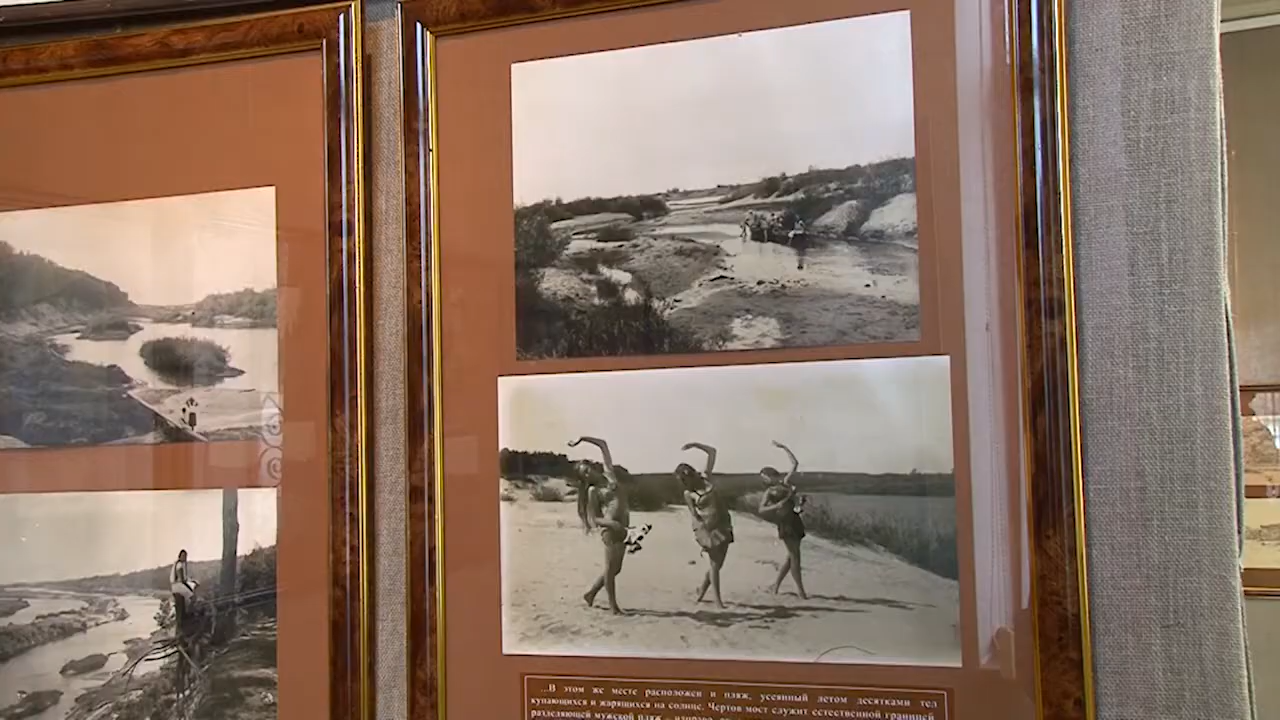 ...В этом же месте расположен и пляж, усеянный летом десятками тел
купающихся и жарящихся на солнце. Чертов мост служит естественной границей
разделяющей мужской пляж – направо